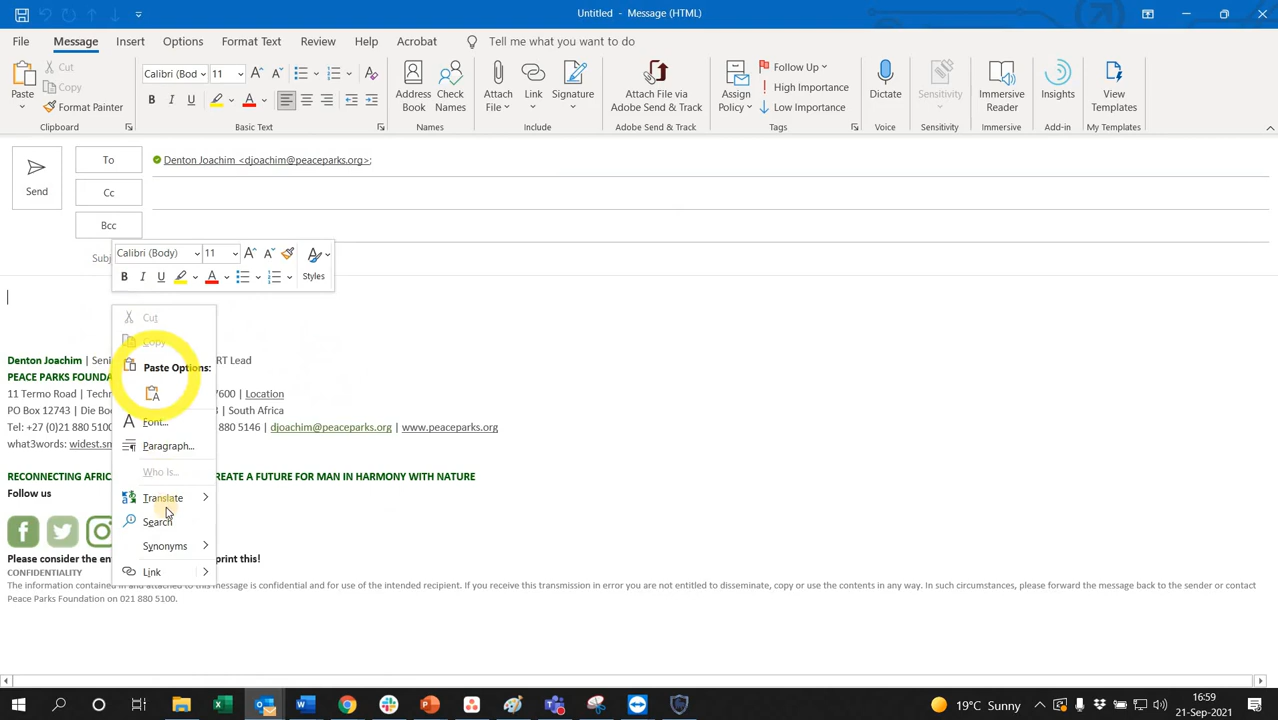 Untitled - Message (HTML)
File Message Insert Options Format Text Review Help Acrobat Tell me what you want to do
Paste
Cut
Copy
Format Painter
Clipboard
Calibri (Bod 11
B I U A
Basic Text
Address Book
Check Names
Names
Attach File
Link
Signature
Include
Attach File via Adobe Send & Track
Adobe Send & Track
Assign Policy
Follow Up
High Importance
Low Importance
Tags
Dictate
Voice
Sensitivity
Sensitivity
Immersive Reader
Immersive
Insights
Add-in
View Templates
My Templates
Send
To Denton Joachim <djoachim@peaceparks.org>;
Cc
Bcc
Subj
Calibri (Body) 11
B I U A Styles
Cut
Copy
Paste Options:
Font...
Paragraph...
Who Is...
Translate
Search
Synonyms
Link
Denton Joachim | Seni RT Lead
PEACE PARKS FOUNDA
11 Termo Road | Techn 7600 | Location
PO Box 12743 | Die Bo | South Africa
Tel: +27 (0)21 880 5100 880 5146 | djoachim@peaceparks.org | www.peaceparks.org
what3words: widest.sm
RECONNECTING AFRIC REATE A FUTURE FOR MAN IN HARMONY WITH NATURE
Follow us
Please consider the en print this!
CONFIDENTIALITY
The information contained in and attached to this message is confidential and for use of the intended recipient. If you receive this transmission in error you are not entitled to disseminate, copy or use the contents in any way. In such circumstances, please forward the message back to the sender or contact
Peace Parks Foundation on 021 880 5100.
19°C Sunny
16:59
21-Sep-2021